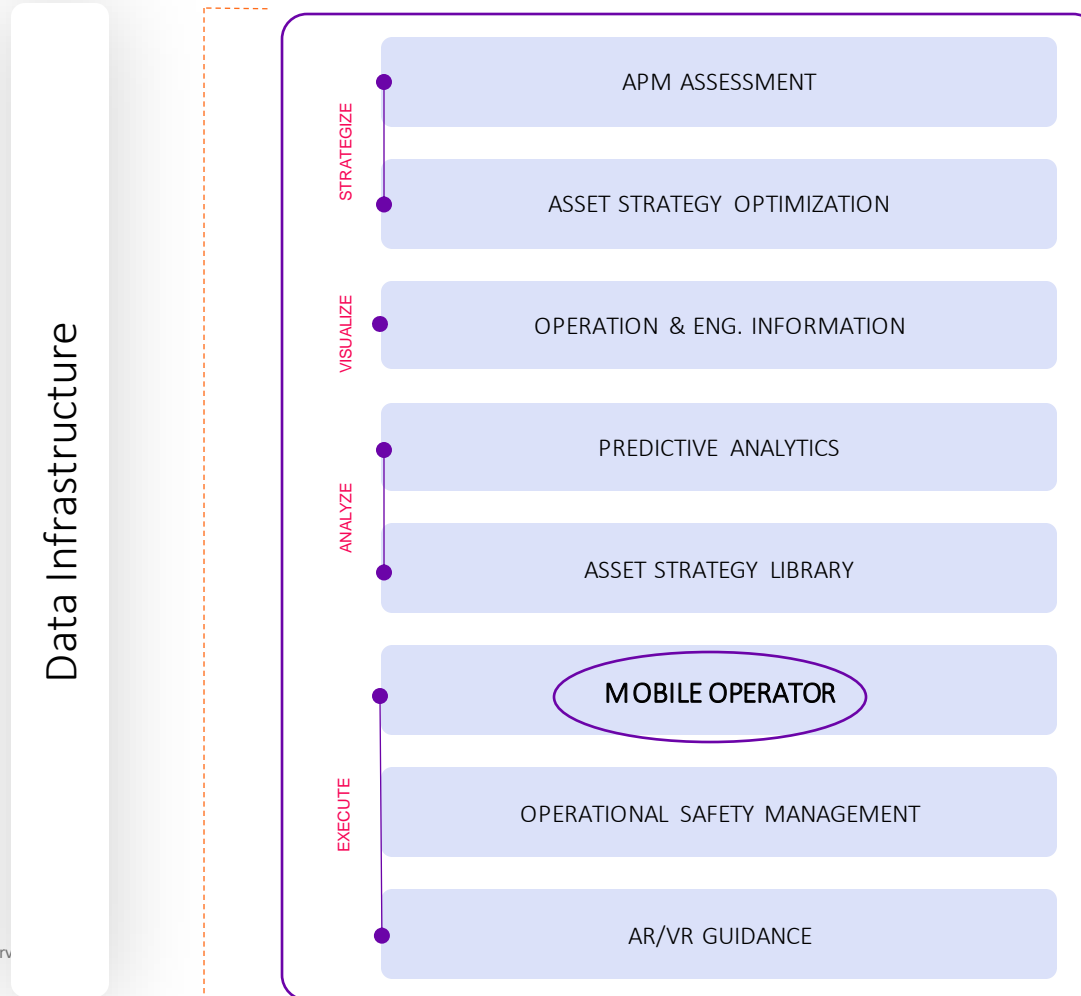 Data Infrastructure
STRATEGIZE
APM ASSESSMENT
ASSET STRATEGY OPTIMIZATION
VISUALIZE
OPERATION & ENG. INFORMATION
ANALYZE
PREDICTIVE ANALYTICS
ASSET STRATEGY LIBRARY
EXECUTE
MOBILE OPERATOR
OPERATIONAL SAFETY MANAGEMENT
AR/VR GUIDANCE